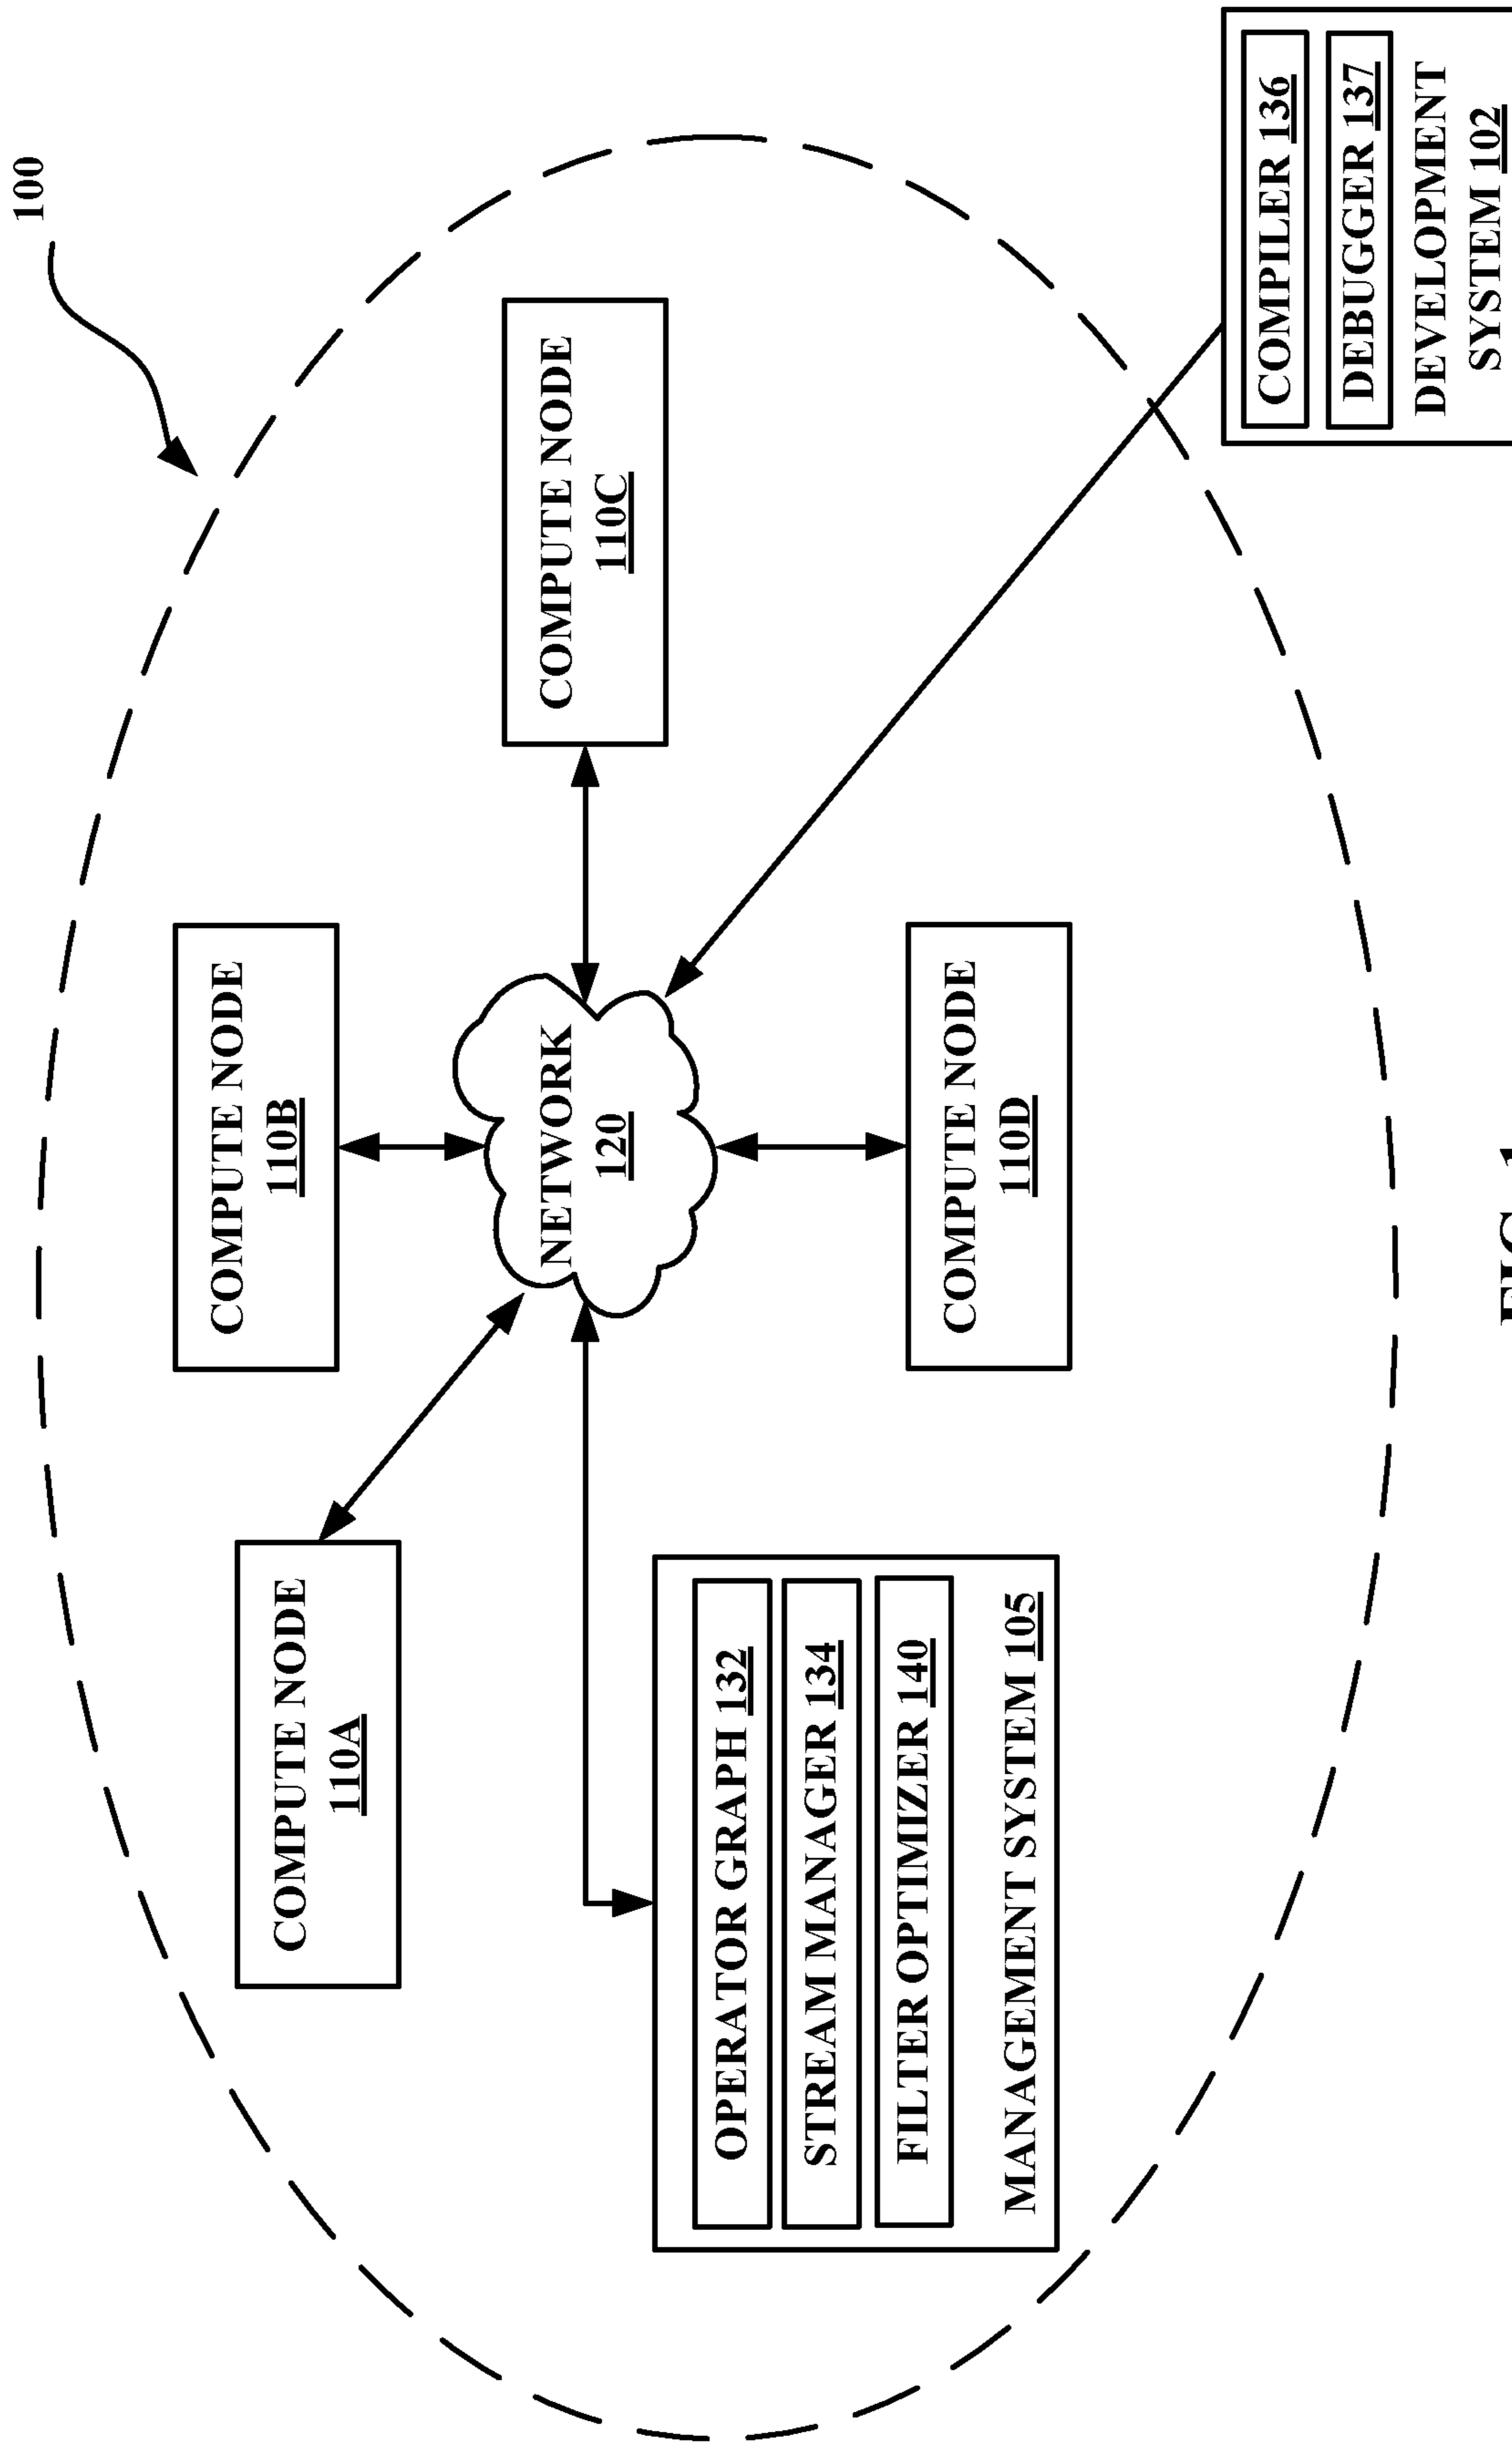 100
COMPUTE NODE
110A
COMPUTE NODE
110B
COMPUTE NODE
110C
NETWORK
120
OPERATOR GRAPH 132
STREAM MANAGER 134
FILTER OPTIMIZER 140
MANAGEMENT SYSTEM 105
COMPUTE NODE
110D
COMPILER 136
DEBUGGER 137
DEVELOPMENT
SYSTEM 102